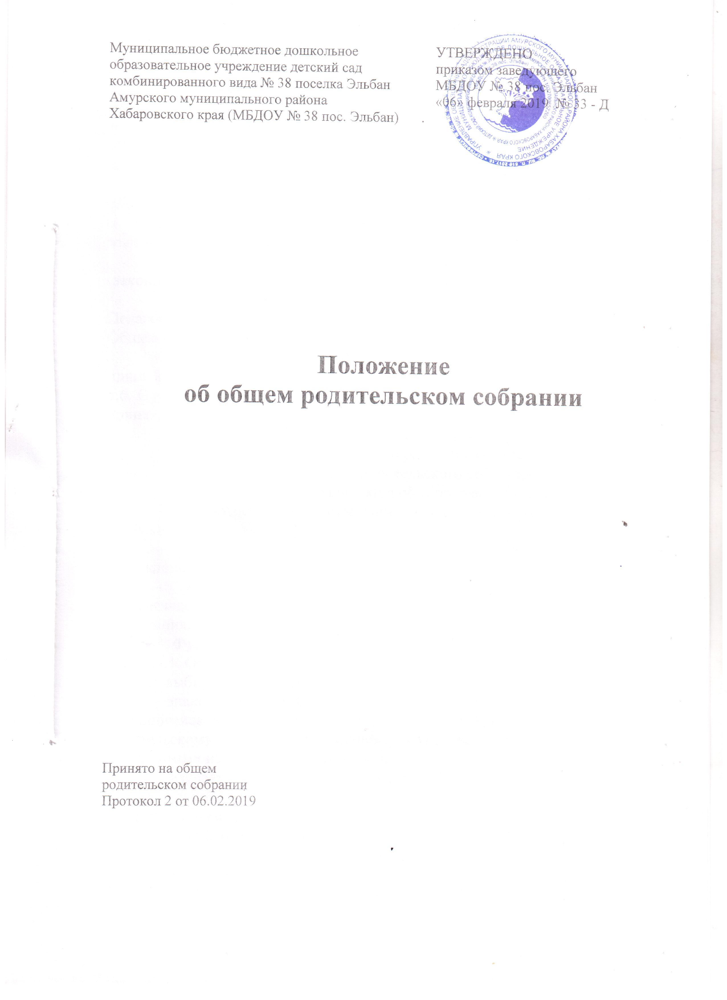 Муниципальное бюджетное дошкольное
образовательное учреждение детский сад
комбинированного вида № 38 поселка Эльбан
Амурского муниципального района
Хабаровского края (МБДОУ № 38 пос. Эльбан)
УТВЕРЖДЕНО
приказом заведующего
МБДОУ № 38 пос. Эльбан
«06» февраля 2019 № 33 - Д
Положение
об общем родительском собрании
Принято на общем
родительском собрании
Протокол 2 от 06.02.2019